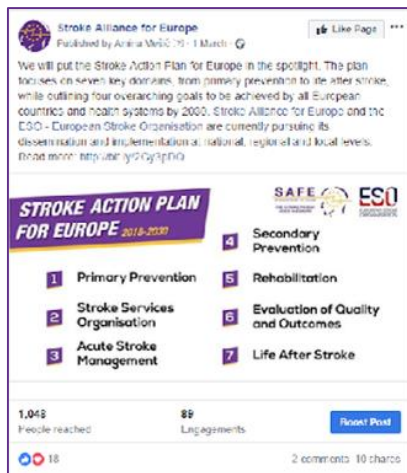 Stroke Alliance for Europe
Like Page
Published by Amina · 1 March
We will put the Stroke Action Plan for Europe in the spotlight. The plan
focuses on seven key domains, from primary prevention to life after stroke,
while outlining four overarching goals to be achieved by all European
countries and health systems by 2030. Stroke Alliance for Europe and the
ESO - European Stroke Organisation are currently pursuing its
dissemination and implementation at national, regional and local levels.
Read more:
STROKE ACTION PLAN
FOR EUROPE 2018-2030
SAFE
ESO
1 Primary Prevention
2 Stroke Services
Organisation
3 Acute Stroke
Management
4 Secondary
Prevention
5 Rehabilitation
6 Evaluation of Quality
and Outcomes
7 Life After Stroke
1,048
People reached
89
Engagements
Boost Post
18
2 comments 10 shares